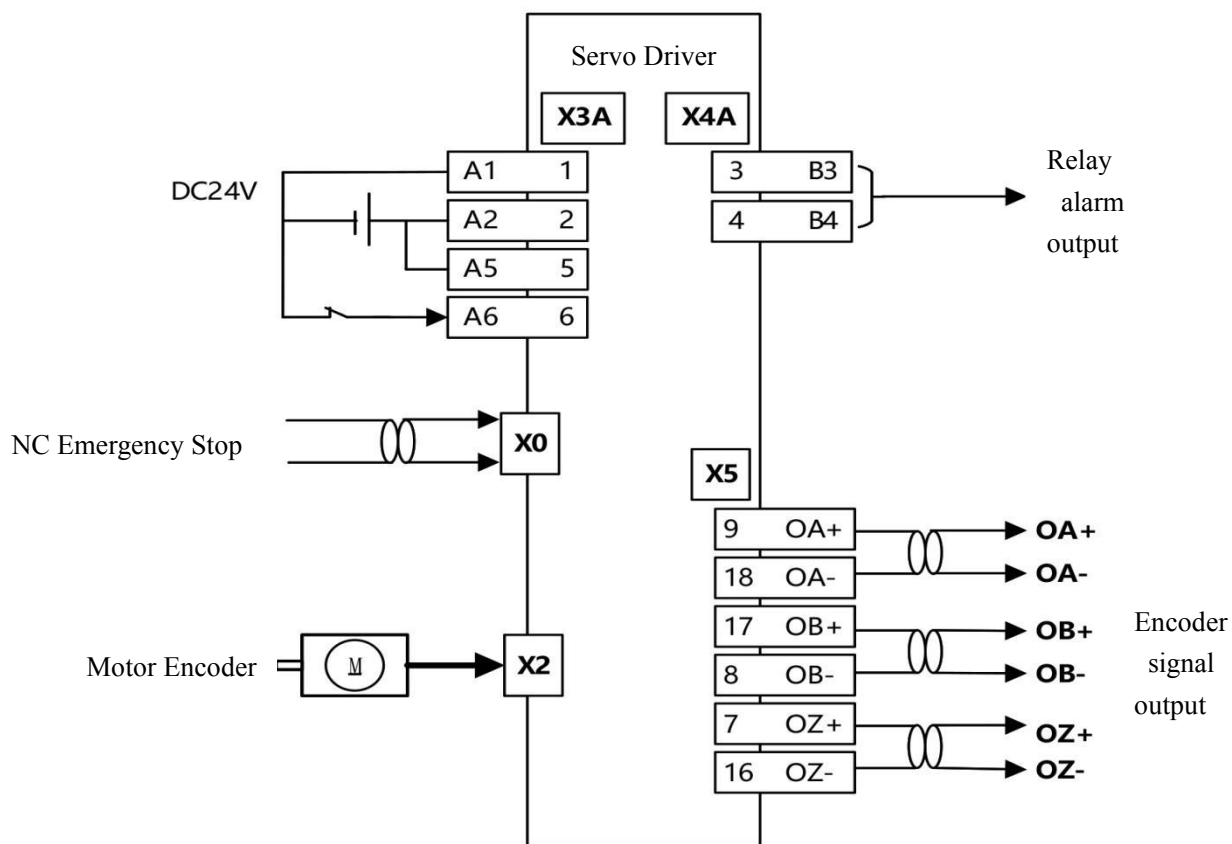 Servo Driver
X3A
X4A
DC24V
A1 1
A2 2
A5 5
A6 6
3 B3
4 B4
Relay
alarm
output
NC Emergency Stop
X0
Motor Encoder
M
X2
X5
9 OA+
18 OA-
17 OB+
8 OB-
7 OZ+
16 OZ-
OA+
OA-
OB+
OB-
OZ+
OZ-
Encoder
signal
output